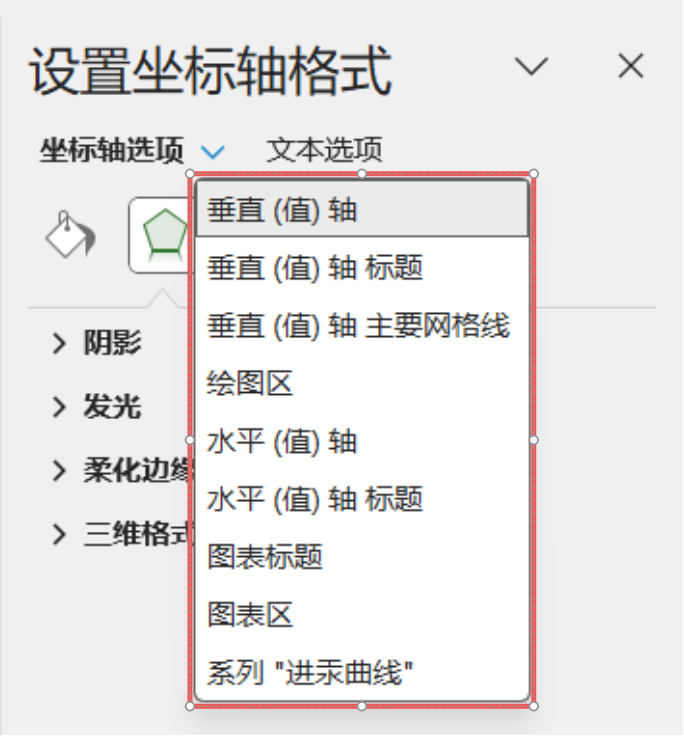 设置坐标轴格式
坐标轴选项 文本选项
垂直 (值) 轴
垂直 (值) 轴 标题
垂直 (值) 轴 主要网格线
绘图区
水平 (值) 轴
水平 (值) 轴 标题
图表标题
图表区
系列 "进汞曲线"
阴影
发光
柔化边缘
三维格式